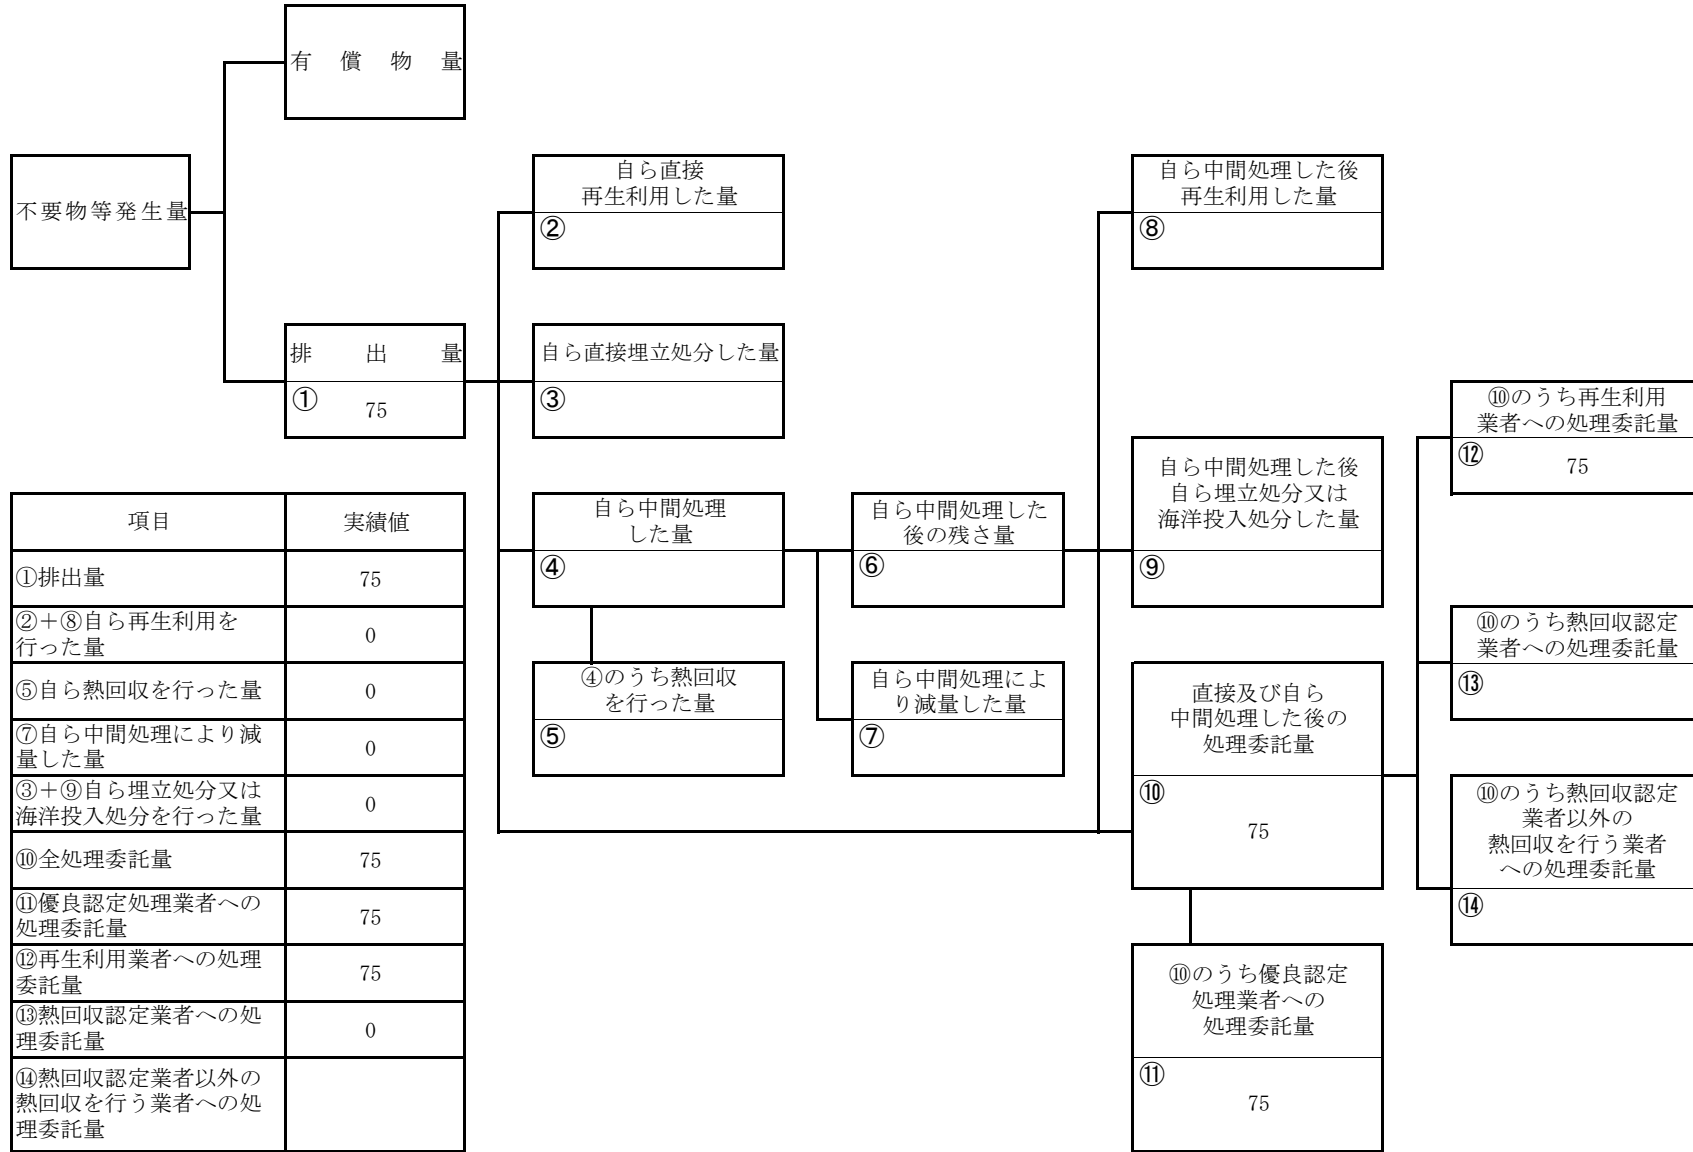 有償物量
不要物等発生量
排出量
①
75
自ら直接
再生利用した量
②
自ら直接埋立処分した量
③
自ら中間処理
した量
④
④のうち熱回収
を行った量
⑤
自ら中間処理した
後の残さ量
⑥
自ら中間処理によ
り減量した量
⑦
自ら中間処理した後
再生利用した量
⑧
自ら中間処理した後
自ら埋立処分又は
海洋投入処分した量
⑨
直接及び自ら
中間処理した後の
処理委託量
⑩
75
⑩のうち優良認定
処理業者への
処理委託量
⑪
75
⑩のうち再生利用
業者への処理委託量
⑫
75
⑩のうち熱回収認定
業者への処理委託量
⑬
⑩のうち熱回収認定
業者以外の
熱回収を行う業者
への処理委託量
⑭
項目 実績値
①排出量 75
②+⑧自ら再生利用を
行った量 0
⑤自ら熱回収を行った量 0
⑦自ら中間処理により減
量した量 0
③+⑨自ら埋立処分又は
海洋投入処分を行った量 0
⑩全処理委託量 75
⑪優良認定処理業者への
処理委託量 75
⑫再生利用業者への処理
委託量 75
⑬熱回収認定業者への処
理委託量 0
⑭熱回収認定業者以外の
熱回収を行う業者への処
理委託量